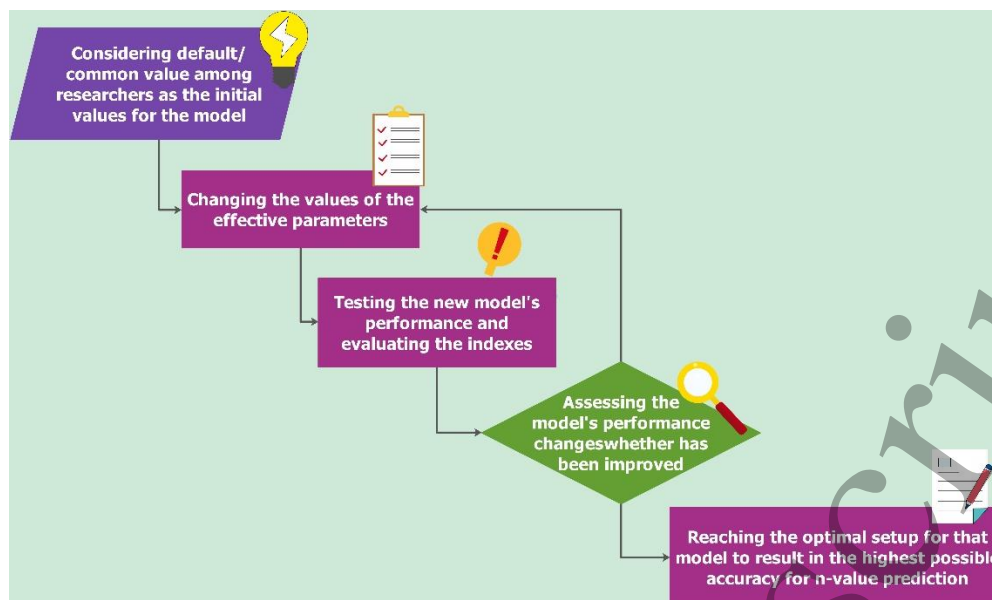 Considering default/
common value among
researchers as the initial
values for the model
Changing the values of the
effective parameters
Testing the new model's
performance and
evaluating the indexes
Assessing the
model's performance
changeswhether has
been improved
Reaching the optimal setup for that
model to result in the highest possible
accuracy for n-value prediction
scri